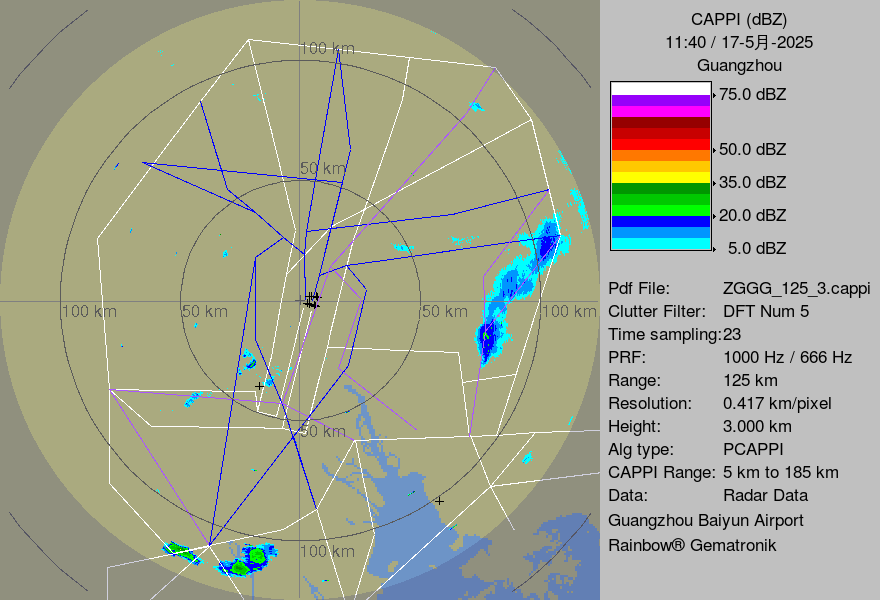 100 km
50 km
100 km
50 km
50 km
100 km
50 km
100 km
CAPPI (dBZ)
11:40 / 17-5月-2025
Guangzhou
75.0 dBZ
50.0 dBZ
35.0 dBZ
20.0 dBZ
5.0 dBZ
Pdf File: ZGGG_125_3.cappi
Clutter Filter: DFT Num 5
Time sampling:23
PRF: 1000 Hz / 666 Hz
Range: 125 km
Resolution: 0.417 km/pixel
Height: 3.000 km
Alg type: PCAPPI
CAPPI Range: 5 km to 185 km
Data: Radar Data
Guangzhou Baiyun Airport
Rainbow® Gematronik